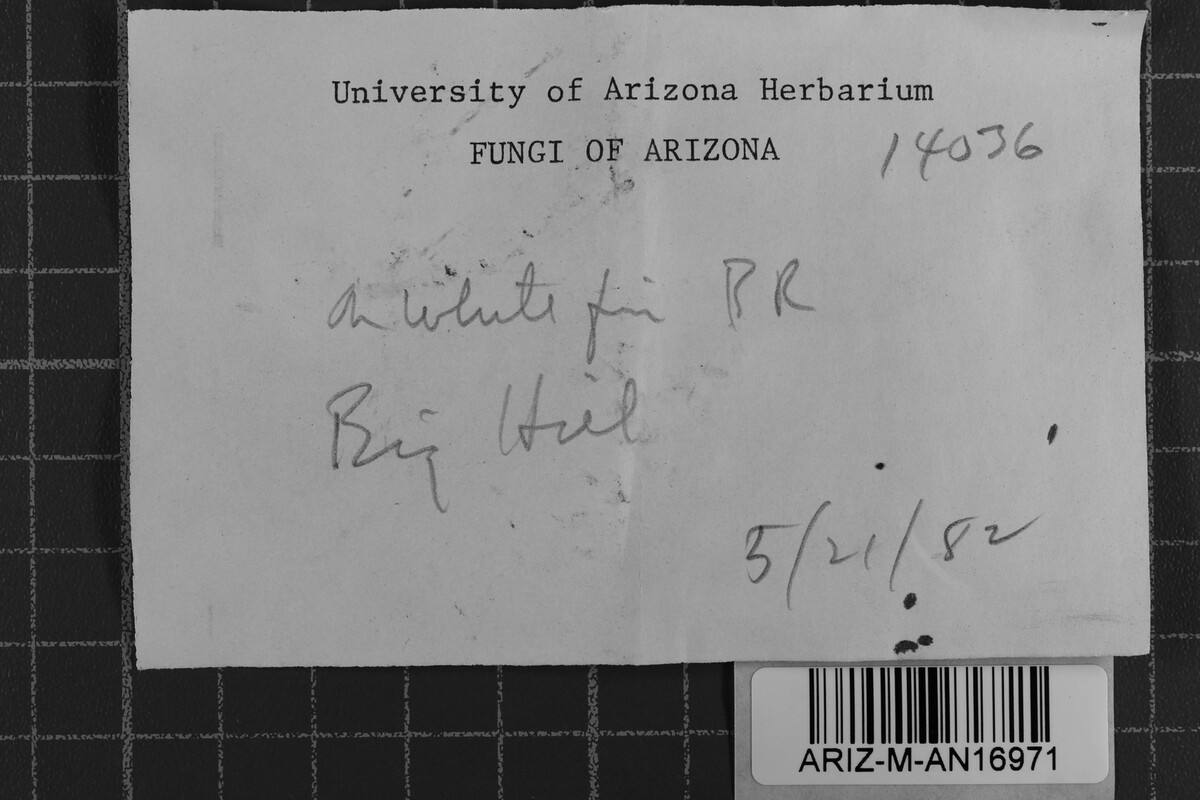 University of Arizona Herbarium
FUNGI OF ARIZONA
14036
on White fir BR
Big Hill
5/21/82
ARIZ-M-AN16971